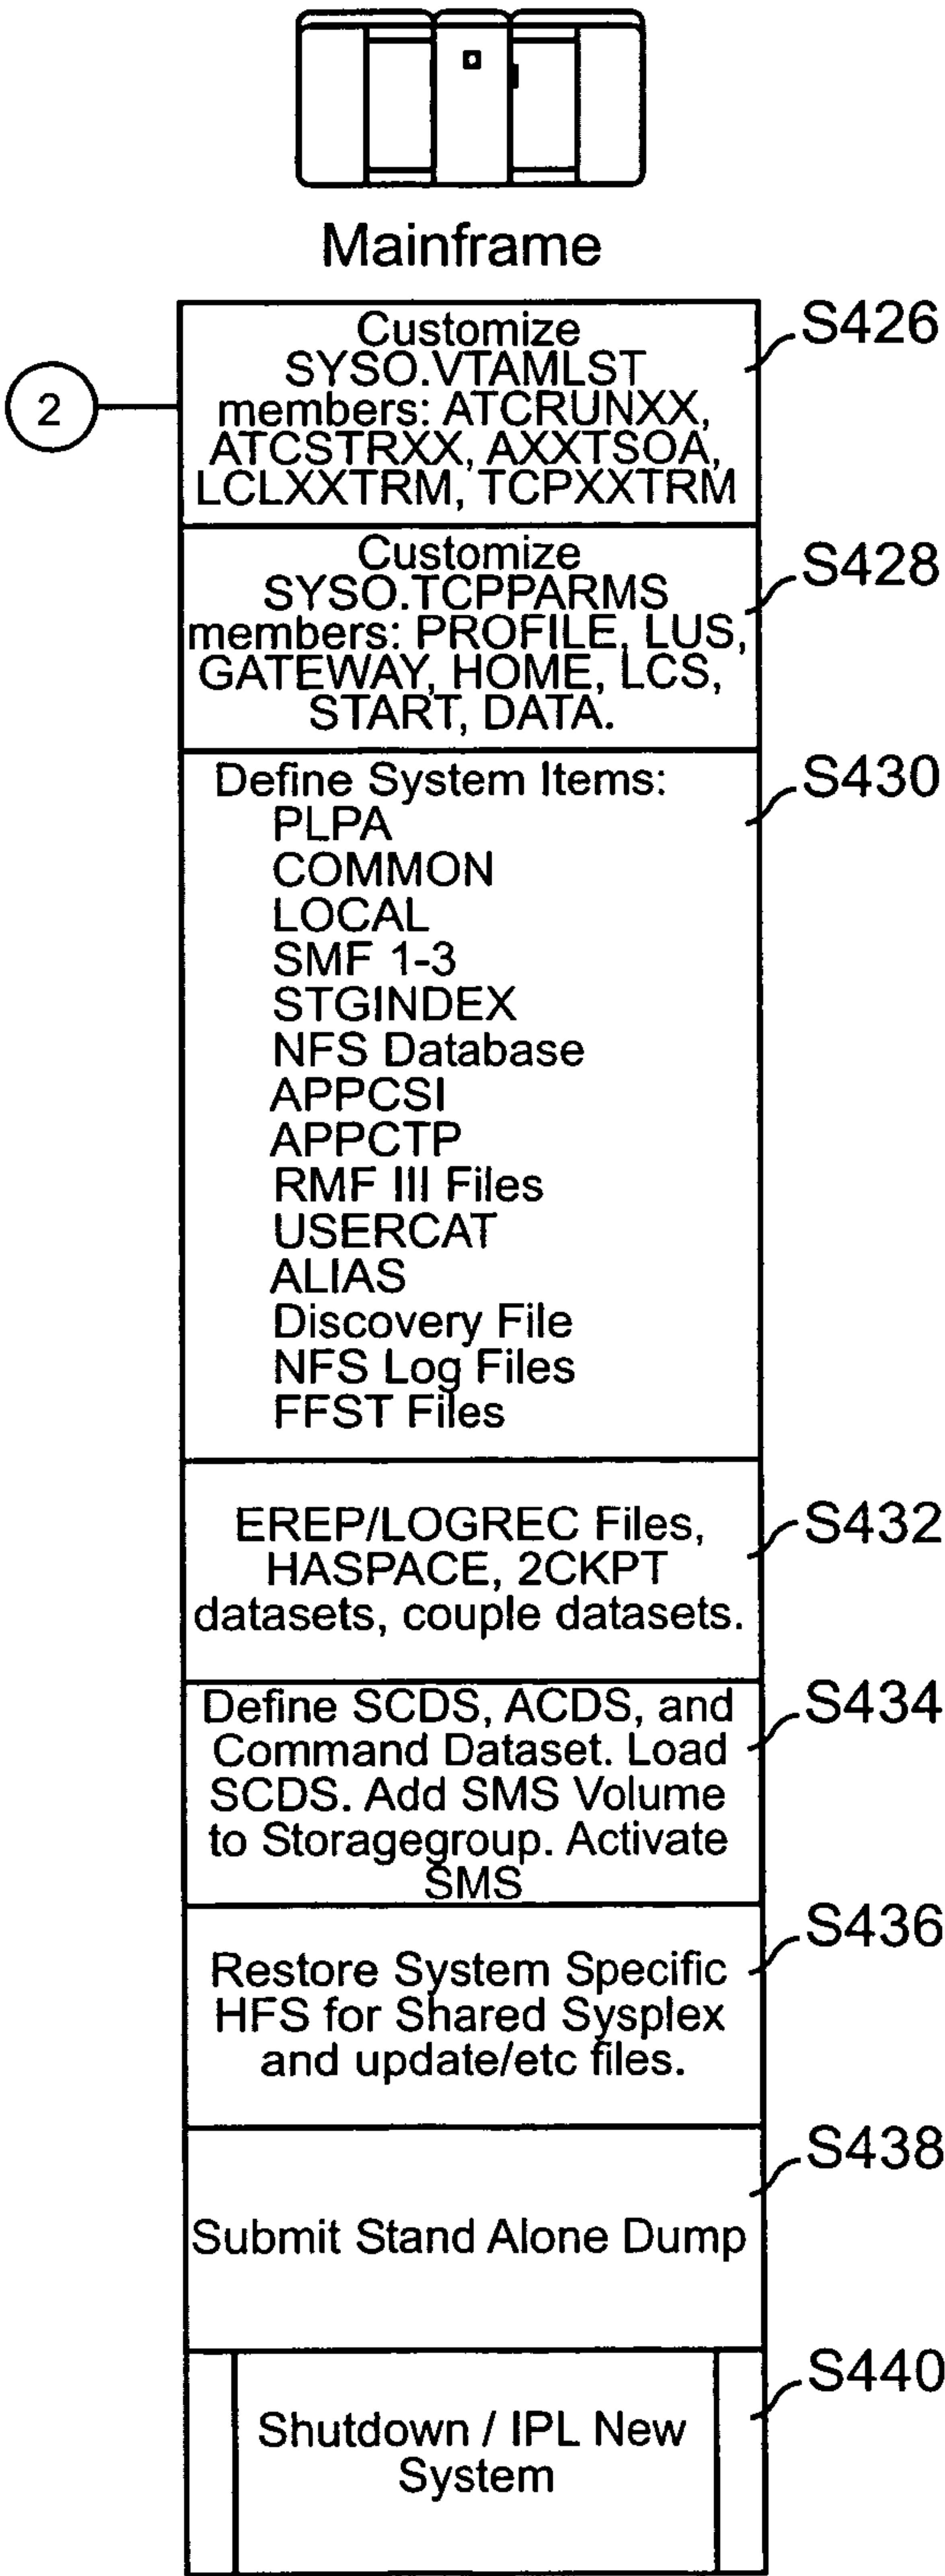 Mainframe
2
Customize
SYSO.VTAMLST
members: ATCRUNXX,
ATCSTRXX, AXXTSOA,
LCLXXTRM, TCPXXTRM
S426
Customize
SYSO.TCPPARMS
members: PROFILE, LUS,
GATEWAY, HOME, LCS,
START, DATA.
S428
Define System Items:
PLPA
COMMON
LOCAL
SMF 1-3
STGINDEX
NFS Database
APPCSI
APPCTP
RMF III Files
USERCAT
ALIAS
Discovery File
NFS Log Files
FFST Files
S430
EREP/LOGREC Files,
HASPACE, 2CKPT
datasets, couple datasets.
S432
Define SCDS, ACDS, and
Command Dataset. Load
SCDS. Add SMS Volume
to Storagegroup. Activate
SMS
S434
Restore System Specific
HFS for Shared Sysplex
and update/etc files.
S436
Submit Stand Alone Dump
S438
Shutdown / IPL New
System
S440